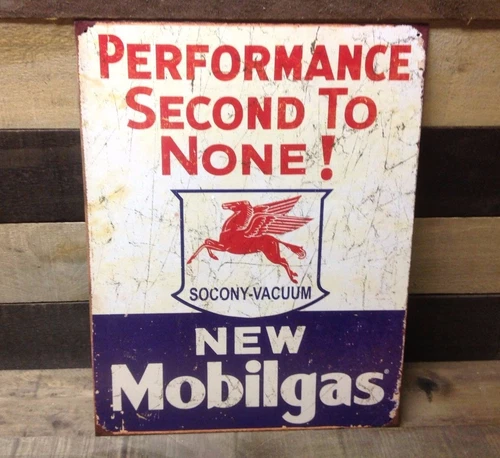 PERFORMANCE
SECOND TO
NONE!
SOCONY-VACUUM
NEW
Mobilgas